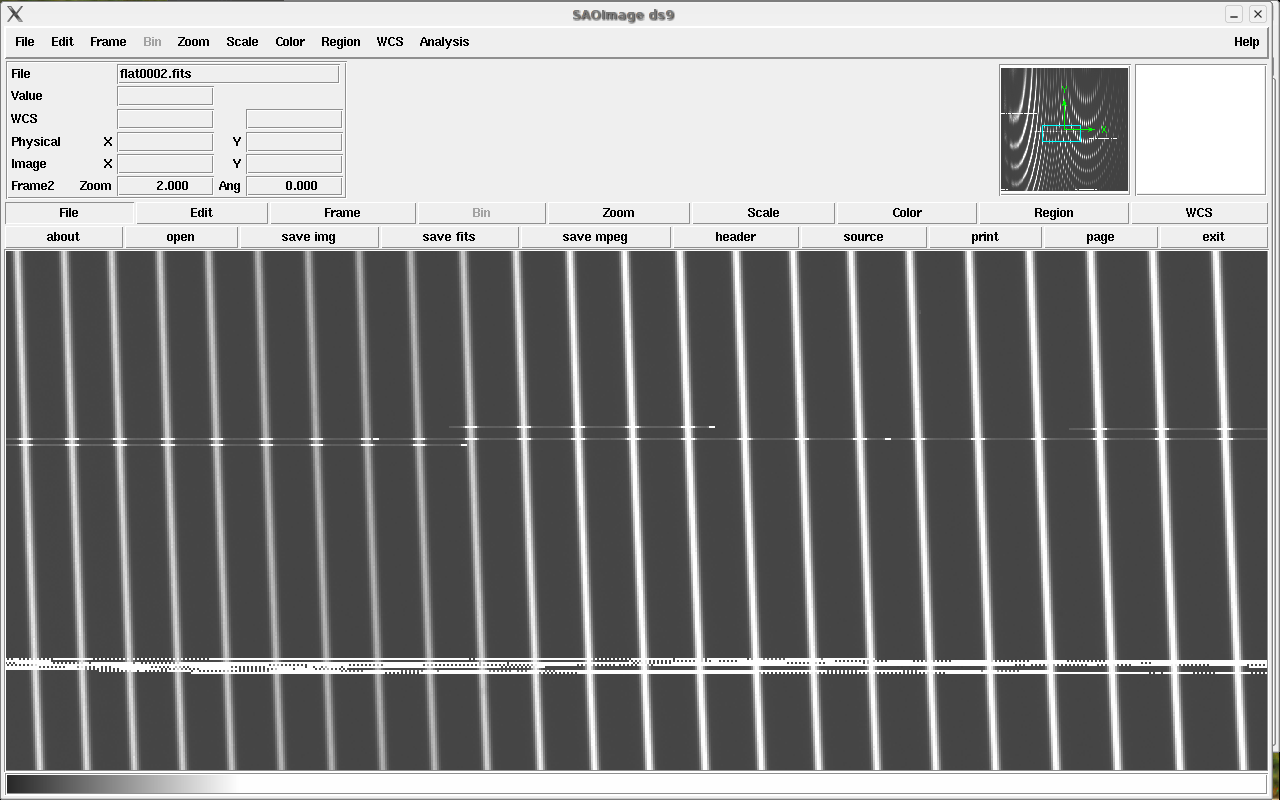 SAOImage ds9
File Edit Frame Bin Zoom Scale Color Region WCS Analysis Help
File flat0002.fits
Value
WCS
Physical X Y
Image X Y
Frame2 Zoom 2.000 Ang 0.000
Y
X
File Edit Frame Bin Zoom Scale Color Region WCS
about open save img save fits save mpeg header source print page exit